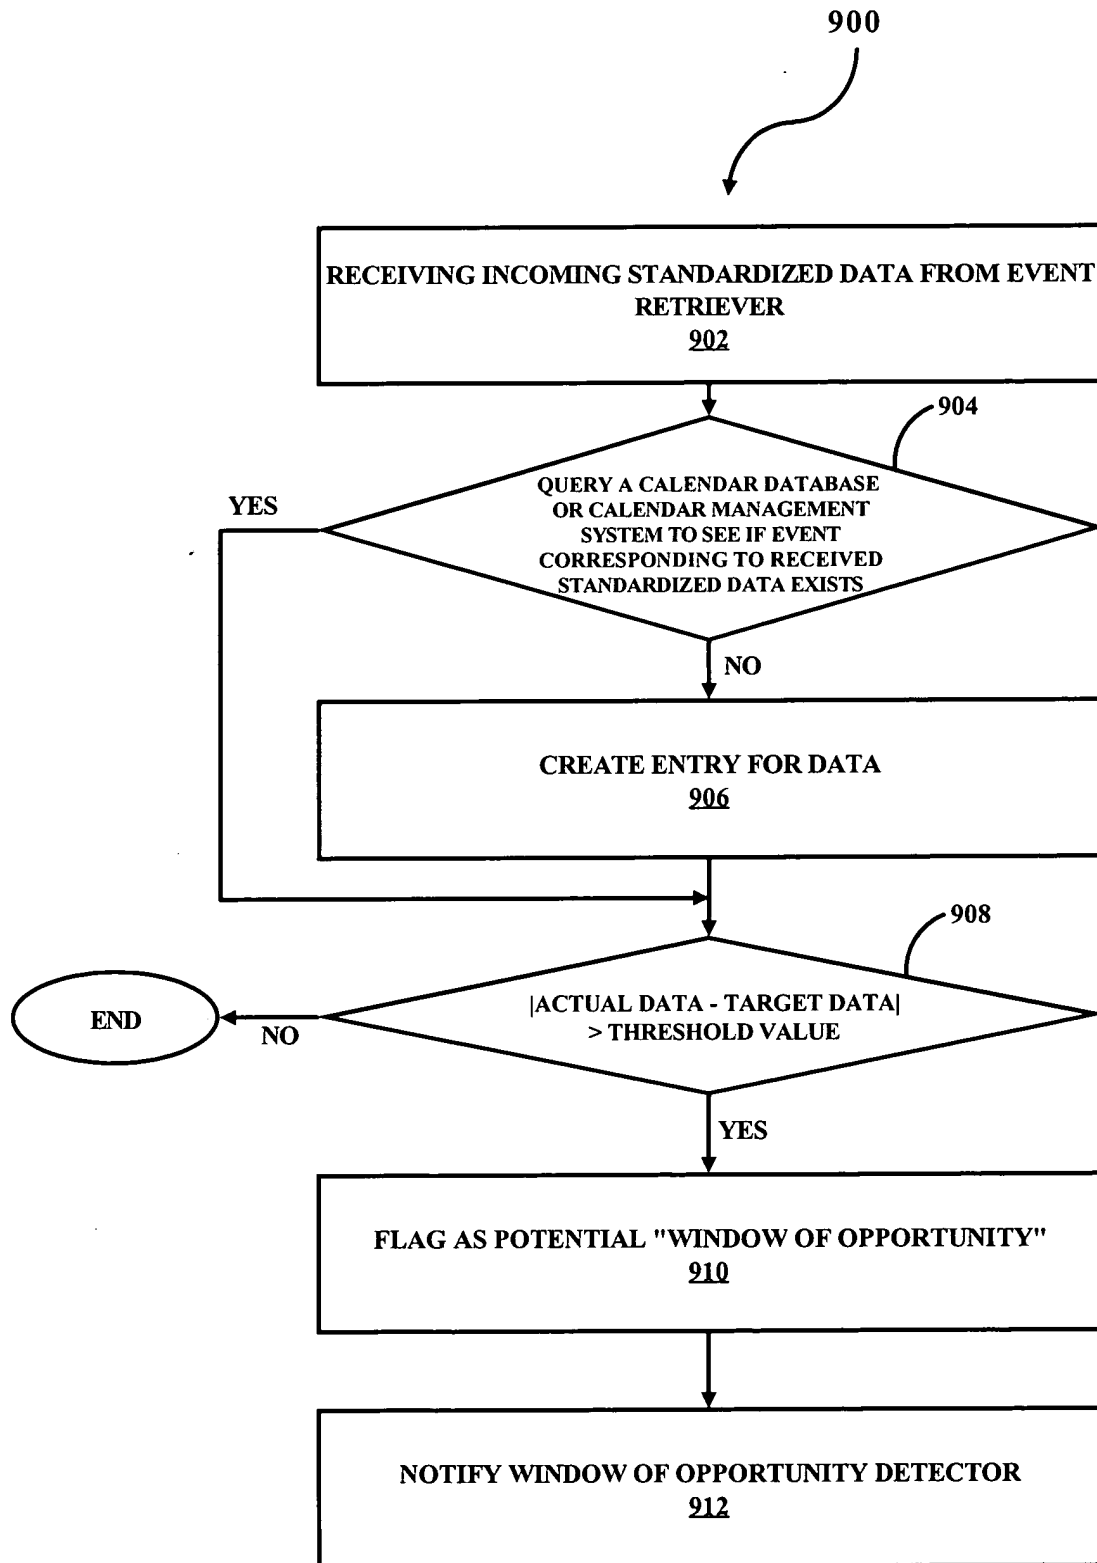 900
RECEIVING INCOMING STANDARDIZED DATA FROM EVENT
RETRIEVER
902
904
QUERY A CALENDAR DATABASE
OR CALENDAR MANAGEMENT
SYSTEM TO SEE IF EVENT
CORRESPONDING TO RECEIVED
STANDARDIZED DATA EXISTS
YES
NO
CREATE ENTRY FOR DATA
906
908
|ACTUAL DATA - TARGET DATA|
> THRESHOLD VALUE
END
NO
YES
FLAG AS POTENTIAL "WINDOW OF OPPORTUNITY"
910
NOTIFY WINDOW OF OPPORTUNITY DETECTOR
912